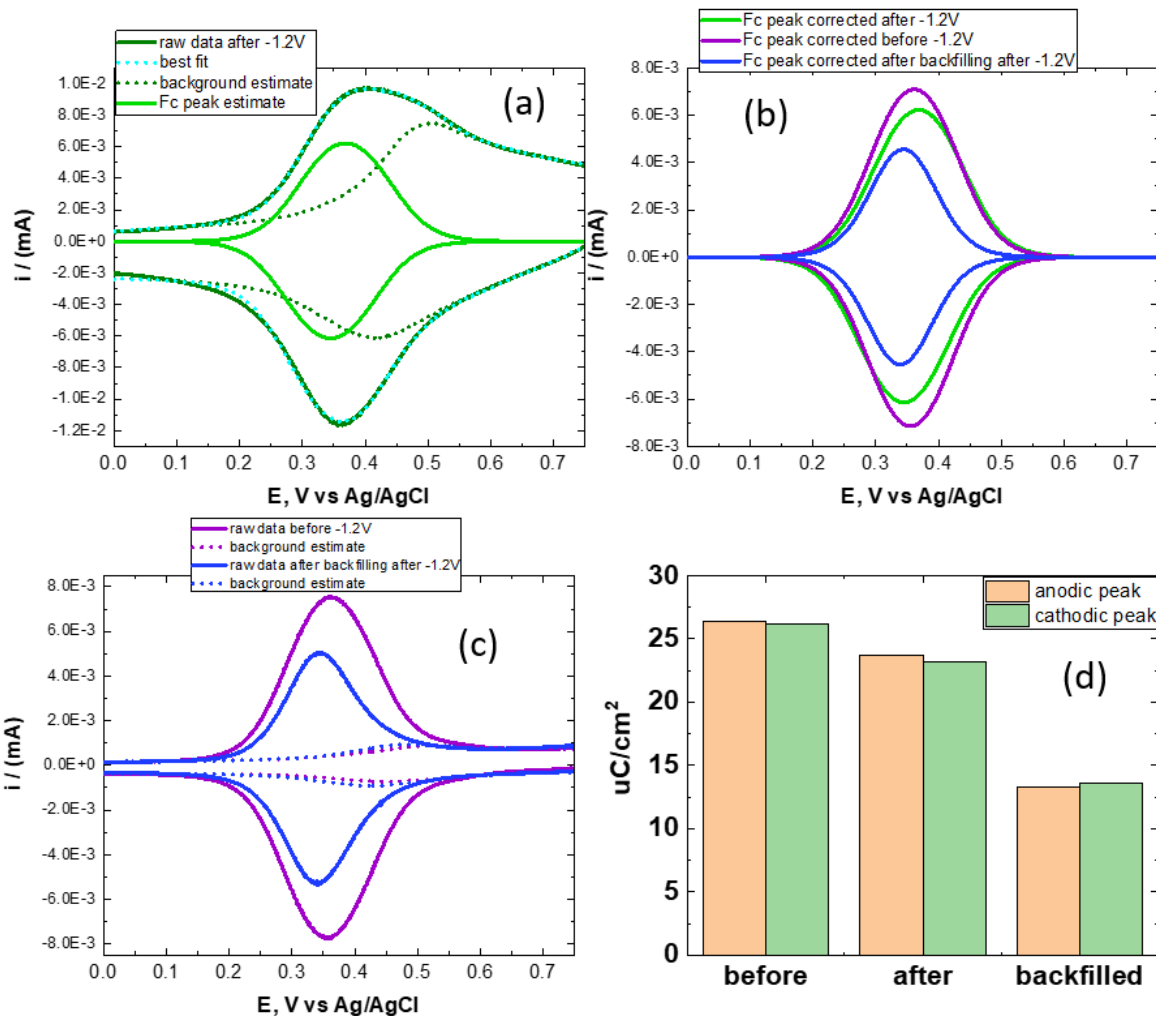 raw data after -1.2V
best fit
background estimate
Fc peak estimate
(a)
1.0E-2
8.0E-3
6.0E-3
4.0E-3
2.0E-3
0.0E+0
-2.0E-3
-4.0E-3
-6.0E-3
-8.0E-3
-1.0E-2
-1.2E-2
i / (mA)
0.0 0.1 0.2 0.3 0.4 0.5 0.6 0.7
E, V vs Ag/AgCl
Fc peak corrected after -1.2V
Fc peak corrected before -1.2V
Fc peak corrected after backfilling after -1.2V
(b)
8.0E-3
6.0E-3
4.0E-3
2.0E-3
0.0E+0
-2.0E-3
-4.0E-3
-6.0E-3
-8.0E-3
i / (mA)
0.0 0.1 0.2 0.3 0.4 0.5 0.6 0.7
E, V vs Ag/AgCl
raw data before -1.2V
background estimate
raw data after backfilling after -1.2V
background estimate
(c)
8.0E-3
6.0E-3
4.0E-3
2.0E-3
0.0E+0
-2.0E-3
-4.0E-3
-6.0E-3
-8.0E-3
i / (mA)
0.0 0.1 0.2 0.3 0.4 0.5 0.6 0.7
E, V vs Ag/AgCl
anodic peak
cathodic peak
(d)
30
25
20
15
10
5
0
uC/cm²
before after backfilled